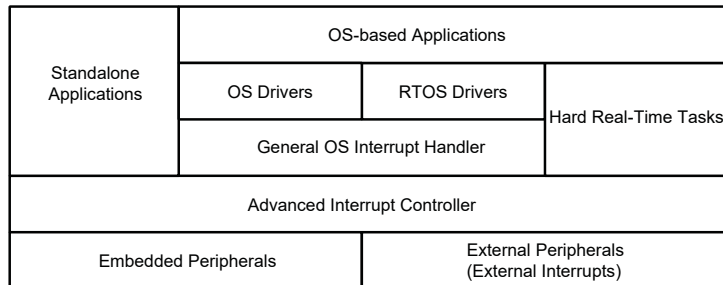 OS-based Applications
Standalone
Applications
OS Drivers
RTOS Drivers
Hard Real-Time Tasks
General OS Interrupt Handler
Advanced Interrupt Controller
Embedded Peripherals
External Peripherals
(External Interrupts)